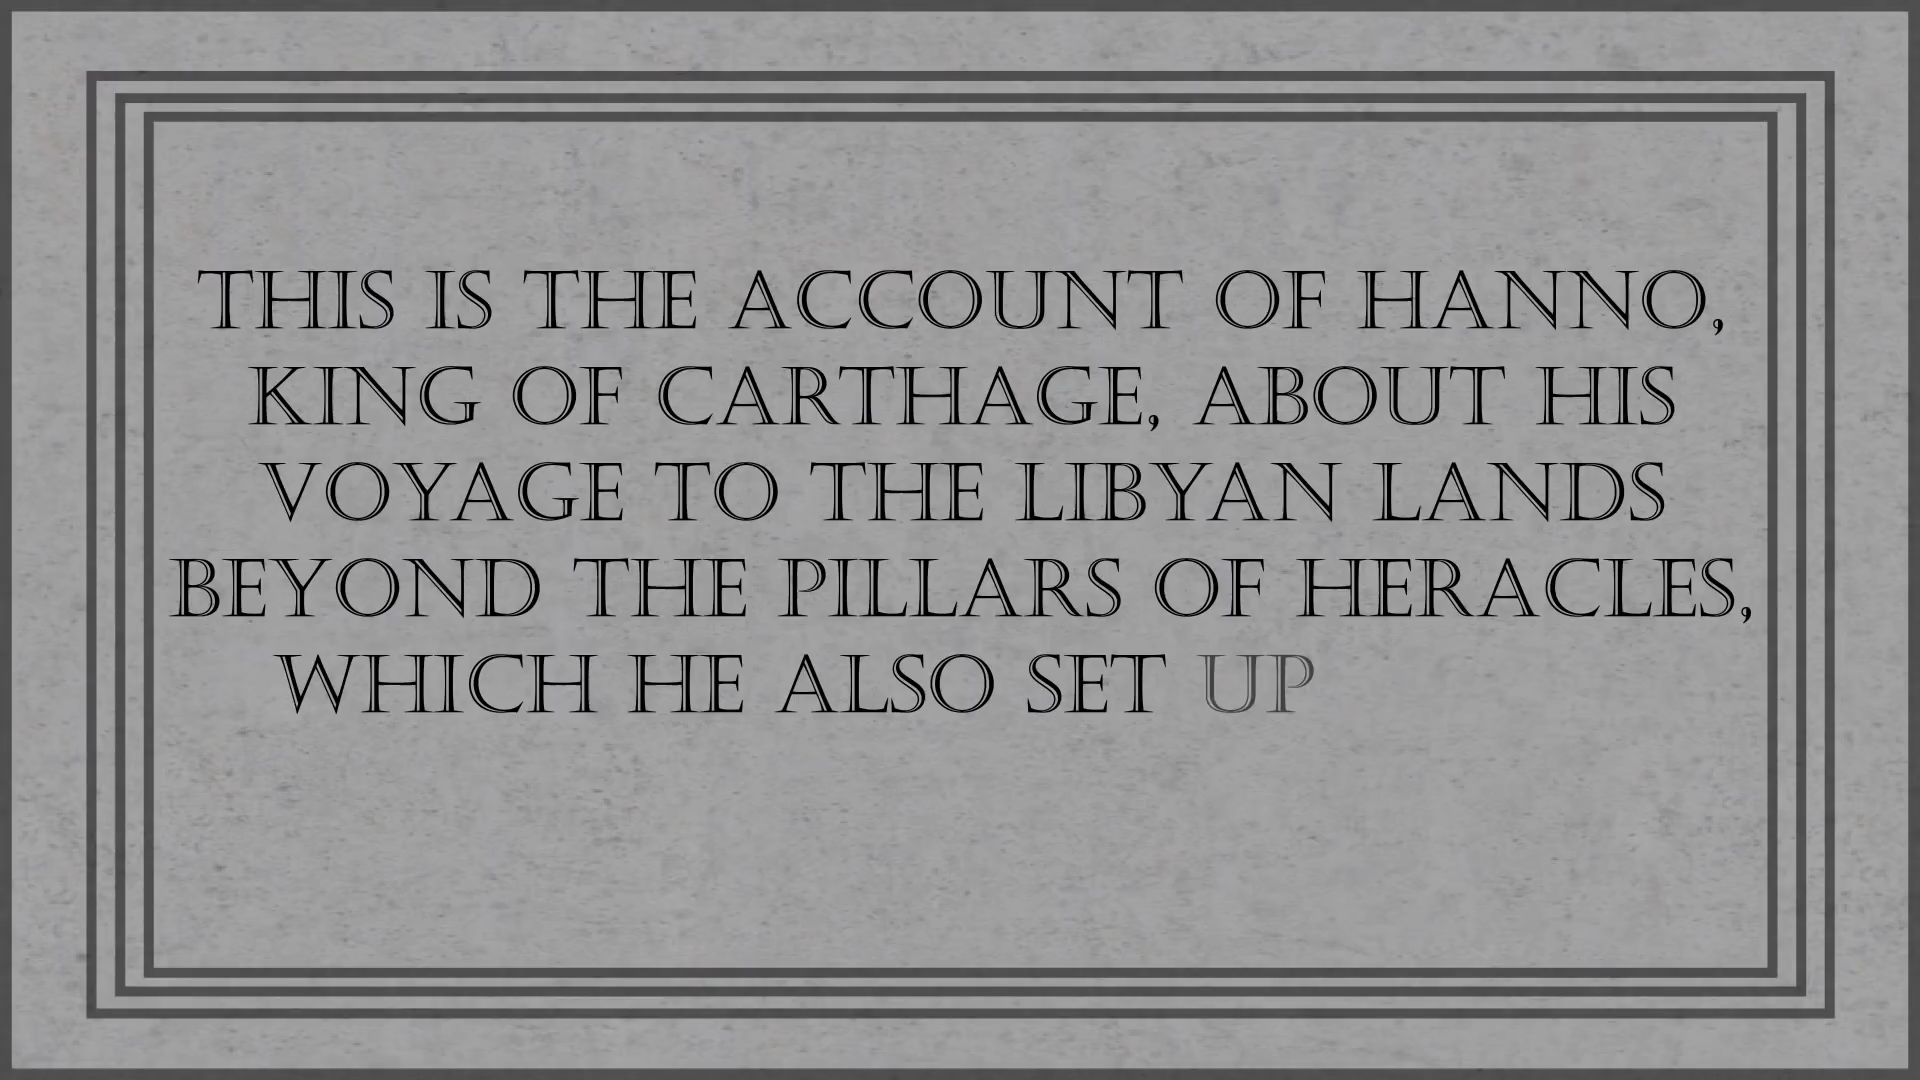 THIS IS THE ACCOUNT OF HANNO,
KING OF CARTHAGE, ABOUT HIS
VOYAGE TO THE LIBYAN LANDS
BEYOND THE PILLARS OF HERACLES,
WHICH HE ALSO SET UP